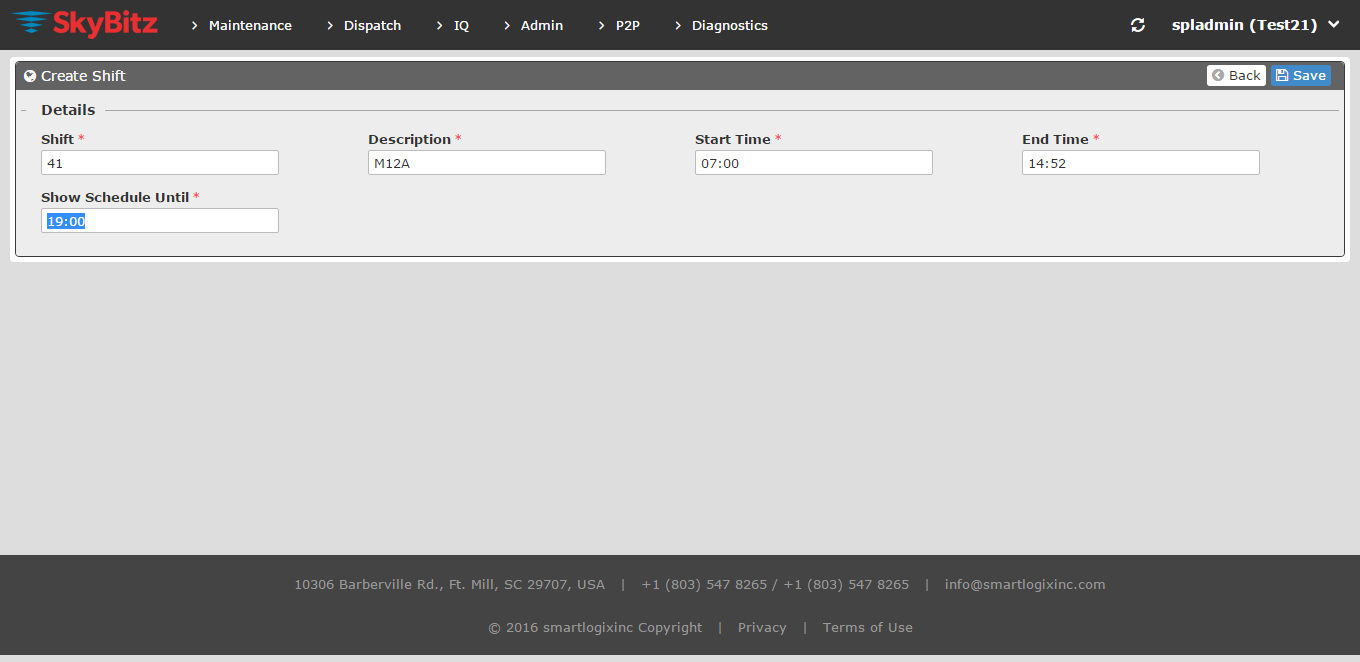 SkyBitz > Maintenance > Dispatch > IQ > Admin > P2P > Diagnostics spladmin (Test21)
Create Shift Back Save
Details
Shift * Description * Start Time * End Time *
41 M12A 07:00 14:52
Show Schedule Until *
19:00
10306 Barberville Rd., Ft. Mill, SC 29707, USA | +1 (803) 547 8265 / +1 (803) 547 8265 | info@smartlogixinc.com
© 2016 smartlogixinc Copyright | Privacy | Terms of Use